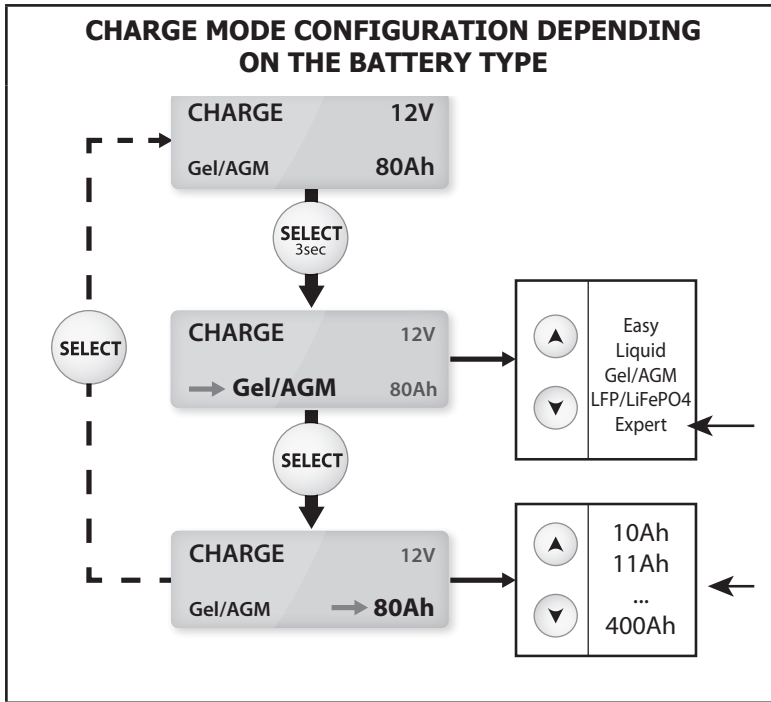 CHARGE MODE CONFIGURATION DEPENDING
ON THE BATTERY TYPE
CHARGE 12V
Gel/AGM 80Ah
SELECT
3sec
CHARGE 12V
Gel/AGM 80Ah
Easy
Liquid
Gel/AGM
LFP/LiFePO4
Expert
SELECT
SELECT
CHARGE 12V
Gel/AGM 80Ah
10Ah
11Ah
...
400Ah